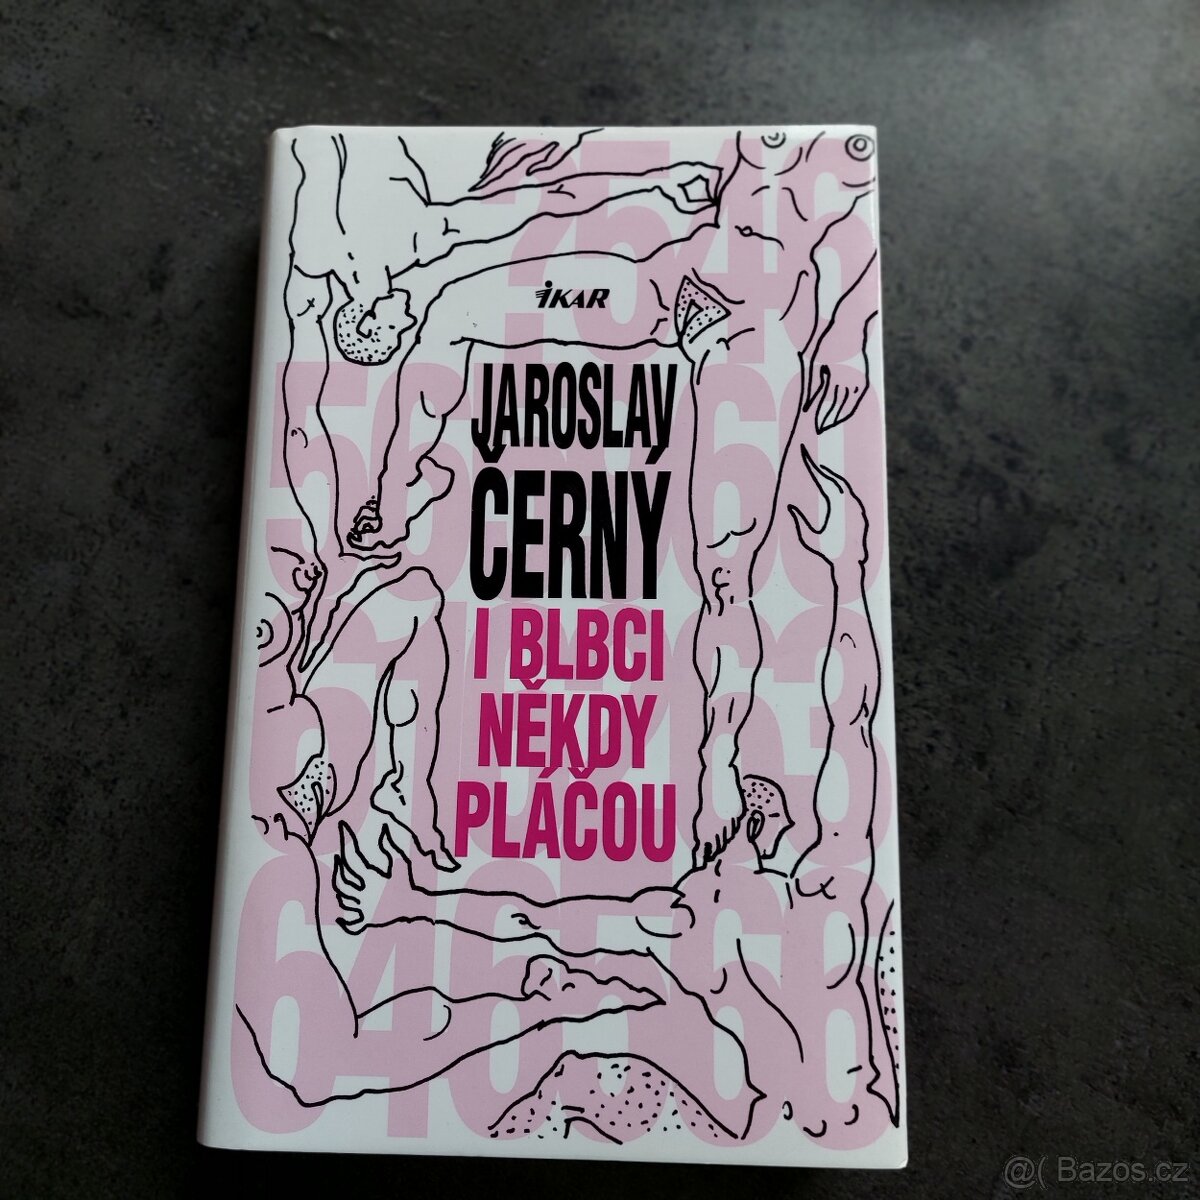 iKAR
JAROSLAV
ČERNÝ
I BLBCI
NĚKDY
PLÁČOU
@( Bazos.cz